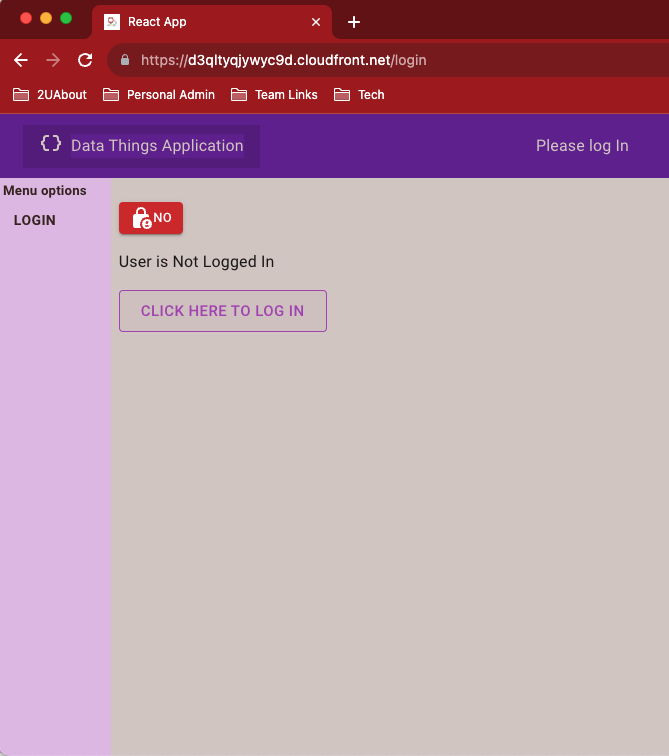 React App
https://d3qltyqjywyc9d.cloudfront.net/login
2UAbout Personal Admin Team Links Tech
{} Data Things Application Please log In
Menu options
LOGIN
NO
User is Not Logged In
CLICK HERE TO LOG IN